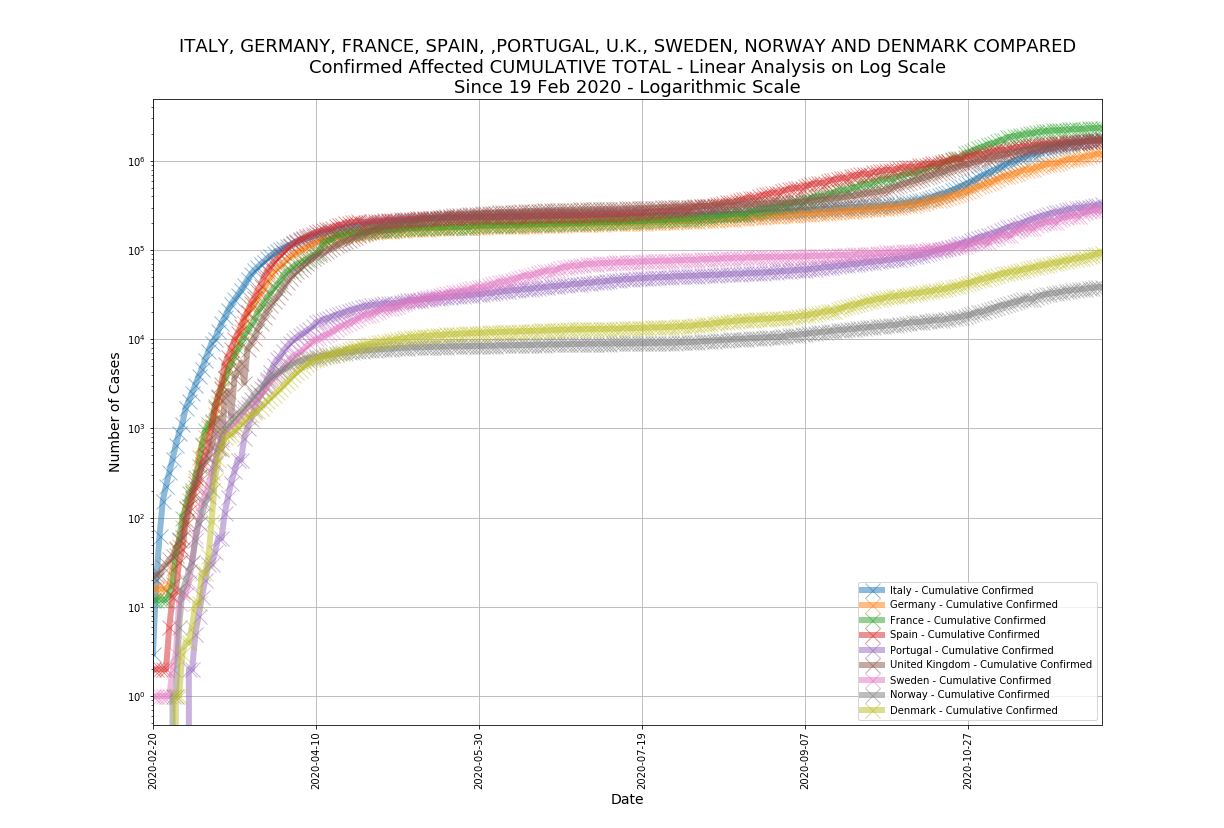 ITALY, GERMANY, FRANCE, SPAIN, ,PORTUGAL, U.K., SWEDEN, NORWAY AND DENMARK COMPARED
Confirmed Affected CUMULATIVE TOTAL - Linear Analysis on Log Scale
Since 19 Feb 2020 - Logarithmic Scale
Number of Cases
10⁶
10⁵
10⁴
10³
10²
10¹
10⁰
Italy - Cumulative Confirmed
Germany - Cumulative Confirmed
France - Cumulative Confirmed
Spain - Cumulative Confirmed
Portugal - Cumulative Confirmed
United Kingdom - Cumulative Confirmed
Sweden - Cumulative Confirmed
Norway - Cumulative Confirmed
Denmark - Cumulative Confirmed
2020-02-20
2020-04-10
2020-05-30
2020-07-19
2020-09-07
2020-10-27
Date